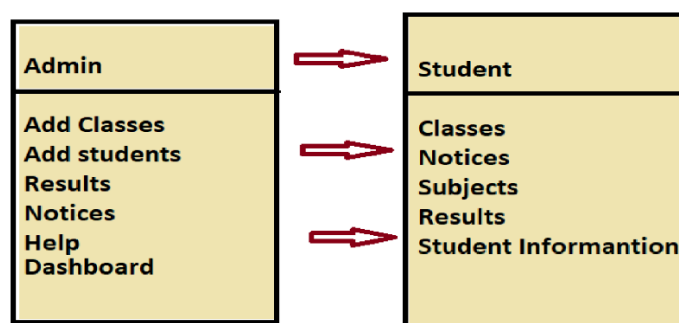 Admin
Add Classes
Add students
Results
Notices
Help
Dashboard
Student
Classes
Notices
Subjects
Results
Student Informantion